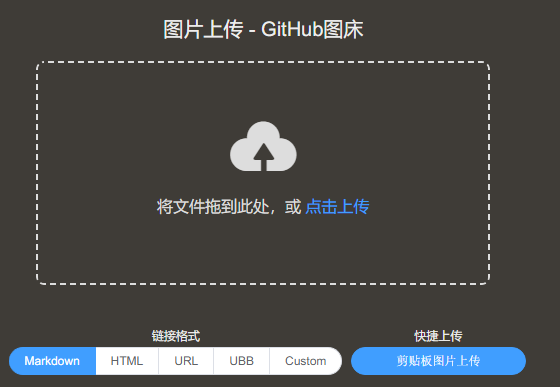 图片上传 - GitHub图床
将文件拖到此处，或 点击上传
链接格式
快捷上传
Markdown HTML URL UBB Custom
剪贴板图片上传